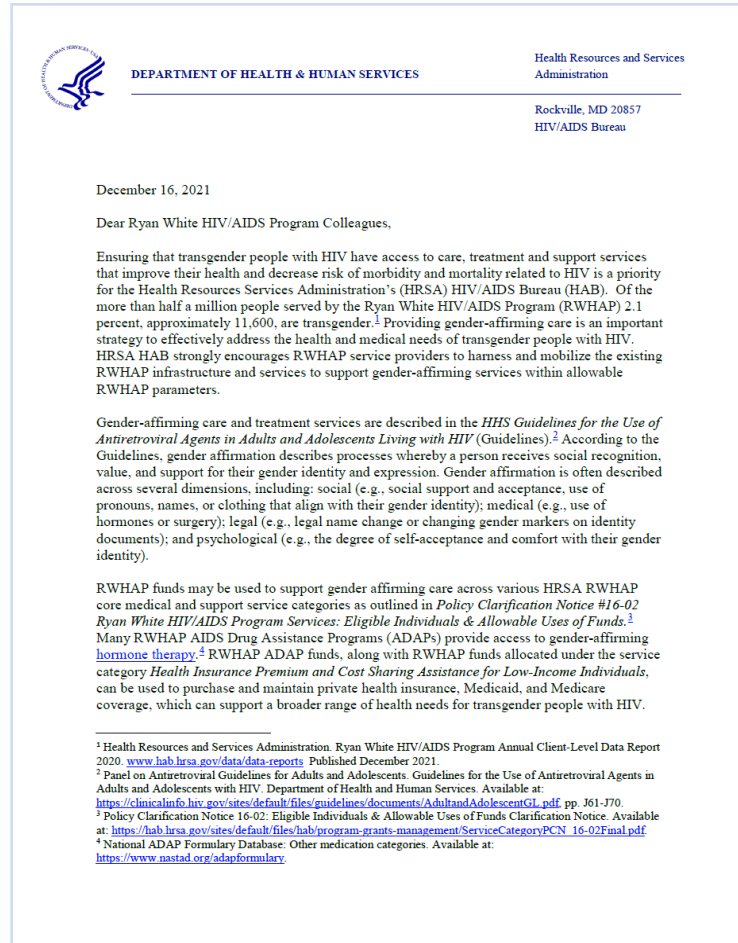 DEPARTMENT OF HEALTH & HUMAN SERVICES
Health Resources and Services
Administration
Rockville, MD 20857
HIV/AIDS Bureau
December 16, 2021
Dear Ryan White HIV/AIDS Program Colleagues,
Ensuring that transgender people with HIV have access to care, treatment and support services
that improve their health and decrease risk of morbidity and mortality related to HIV is a priority
for the Health Resources Services Administration's (HRSA) HIV/AIDS Bureau (HAB).  Of the
more than half a million people served by the Ryan White HIV/AIDS Program (RWHAP) 2.1
percent, approximately 11,600, are transgender.1 Providing gender-affirming care is an important
strategy to effectively address the health and medical needs of transgender people with HIV.
HRSA HAB strongly encourages RWHAP service providers to harness and mobilize the existing
RWHAP infrastructure and services to support gender-affirming services within allowable
RWHAP parameters.
Gender-affirming care and treatment services are described in the HHS Guidelines for the Use of
Antiretroviral Agents in Adults and Adolescents Living with HIV (Guidelines).2 According to the
Guidelines, gender affirmation describes processes whereby a person receives social recognition,
value, and support for their gender identity and expression. Gender affirmation is often described
across several dimensions, including: social (e.g., social support and acceptance, use of
pronouns, names, or clothing that align with their gender identity); medical (e.g., use of
hormones or surgery); legal (e.g., legal name change or changing gender markers on identity
documents); and psychological (e.g., the degree of self-acceptance and comfort with their gender
identity).
RWHAP funds may be used to support gender affirming care across various HRSA RWHAP
core medical and support service categories as outlined in Policy Clarification Notice #16-02
Ryan White HIV/AIDS Program Services: Eligible Individuals & Allowable Uses of Funds.3
Many RWHAP AIDS Drug Assistance Programs (ADAPs) provide access to gender-affirming
hormone therapy.4 RWHAP ADAP funds, along with RWHAP funds allocated under the service
category Health Insurance Premium and Cost Sharing Assistance for Low-Income Individuals,
can be used to purchase and maintain private health insurance, Medicaid, and Medicare
coverage, which can support a broader range of health needs for transgender people with HIV.
1 Health Resources and Services Administration. Ryan White HIV/AIDS Program Annual Client-Level Data Report
2020. www.hab.hrsa.gov/data/data-reports  Published December 2021.
2 Panel on Antiretroviral Guidelines for Adults and Adolescents. Guidelines for the Use of Antiretroviral Agents in
Adults and Adolescents with HIV. Department of Health and Human Services. Available at:
https://clinicalinfo.hiv.gov/sites/default/files/guidelines/documents/AdultandAdolescentGL.pdf, pp. J61-J70.
3 Policy Clarification Notice 16-02: Eligible Individuals & Allowable Uses of Funds Clarification Notice. Available
at: https://hab.hrsa.gov/sites/default/files/hab/program-grants-management/ServiceCategoryPCN_16-02Final.pdf.
4 National ADAP Formulary Database: Other medication categories. Available at:
https://www.nastad.org/adapformulary.